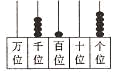 万 千 百 十 个
位 位 位 位 位